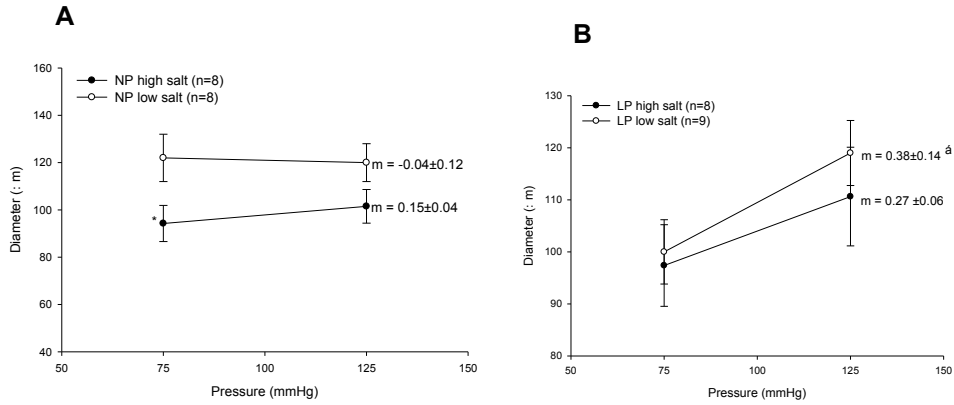 A
160
140
120
100
80
60
40
50
75
100
125
150
Diameter (: m)
Pressure (mmHg)
NP high salt (n=8)
NP low salt (n=8)
m = -0.04±0.12
m = 0.15±0.04
*
B
130
120
110
100
90
80
50
75
100
125
150
Diameter (: m)
Pressure (mmHg)
LP high salt (n=8)
LP low salt (n=9)
m = 0.38±0.14 á
m = 0.27 ±0.06